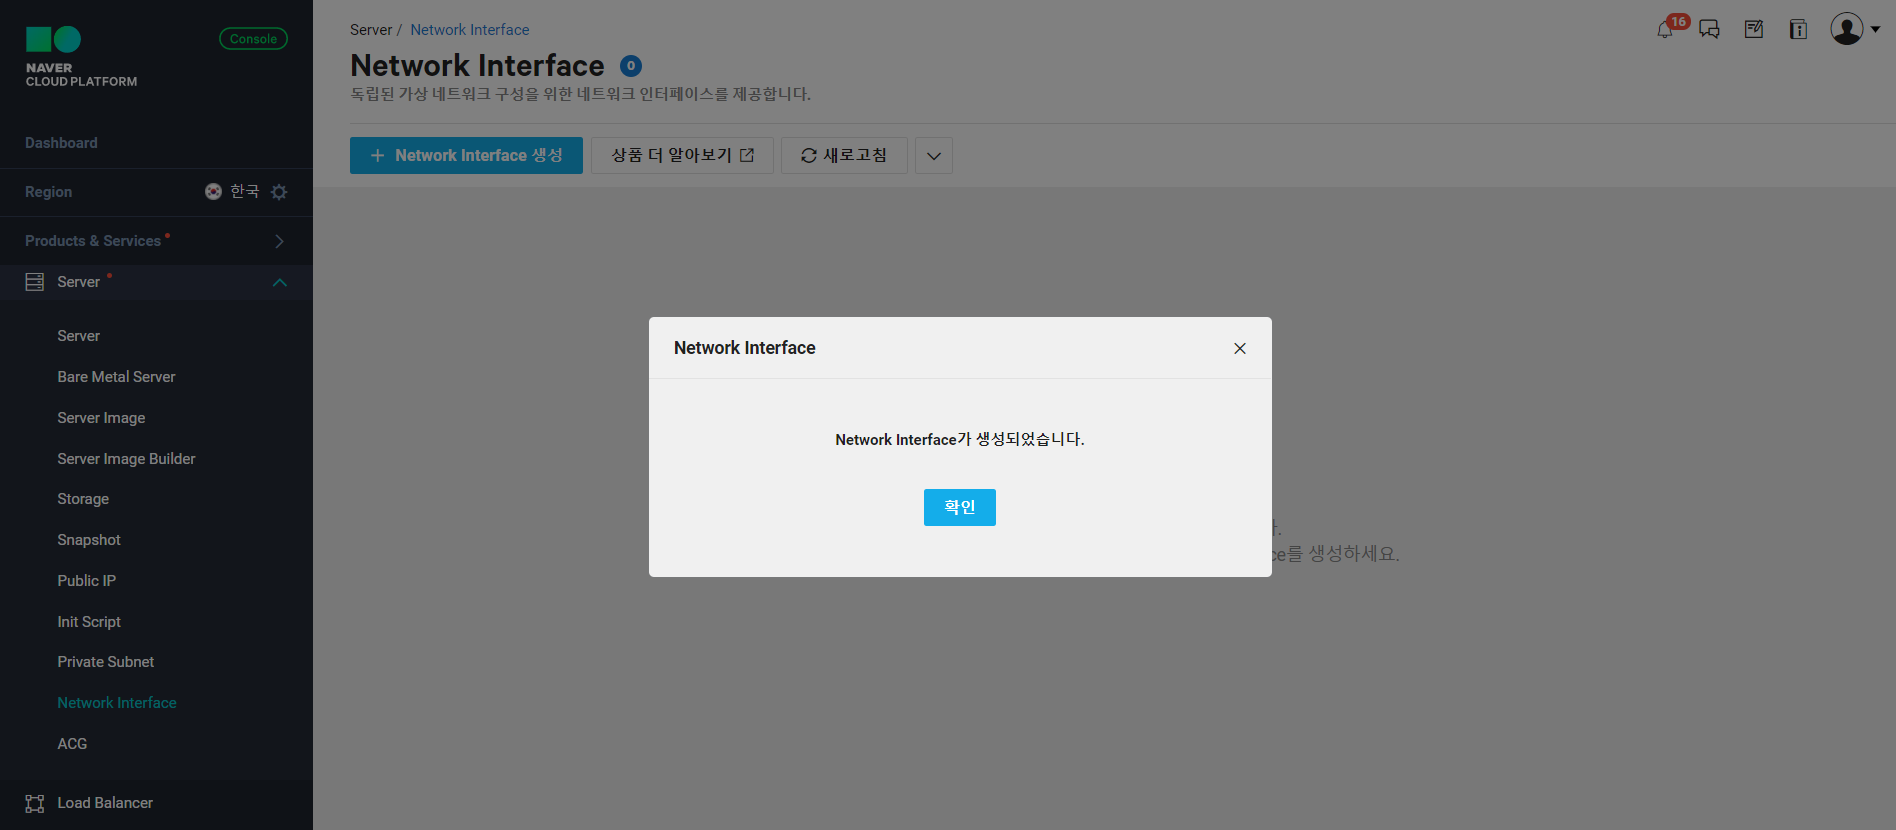 NAVER
CLOUD PLATFORM
Console
Dashboard
Region
한국
Products & Services
Server
Server
Bare Metal Server
Server Image
Server Image Builder
Storage
Snapshot
Public IP
Init Script
Private Subnet
Network Interface
ACG
Load Balancer
Server / Network Interface
16
Network Interface 0
독립된 가상 네트워크 구성을 위한 네트워크 인터페이스를 제공합니다.
+ Network Interface 생성
상품 더 알아보기
새로고침
Network Interface
Network Interface가 생성되었습니다.
확인
ce를 생성하세요.